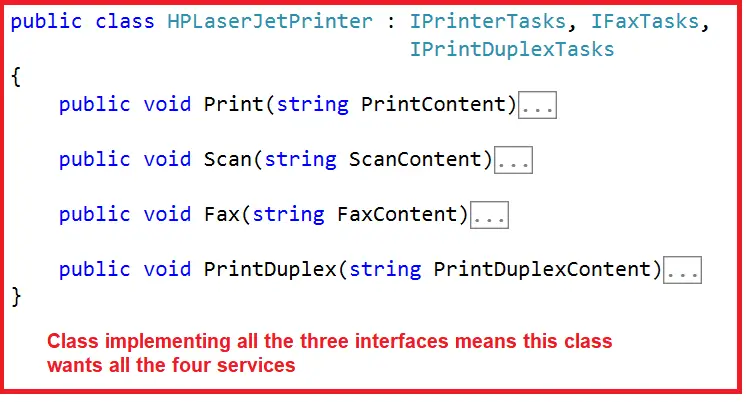 public class HPLaserJetPrinter : IPrinterTasks, IFaxTasks,
IPrintDuplexTasks
{
public void Print(string PrintContent)...
public void Scan(string ScanContent)...
public void Fax(string FaxContent)...
public void PrintDuplex(string PrintDuplexContent)...
}
Class implementing all the three interfaces means this class
wants all the four services